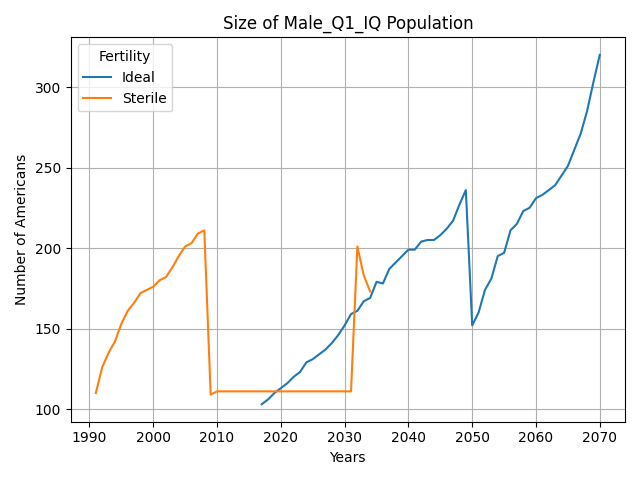 Size of Male_Q1_IQ Population
Fertility
Ideal
Sterile
Number of Americans
300
250
200
150
100
1990 2000 2010 2020 2030 2040 2050 2060 2070
Years